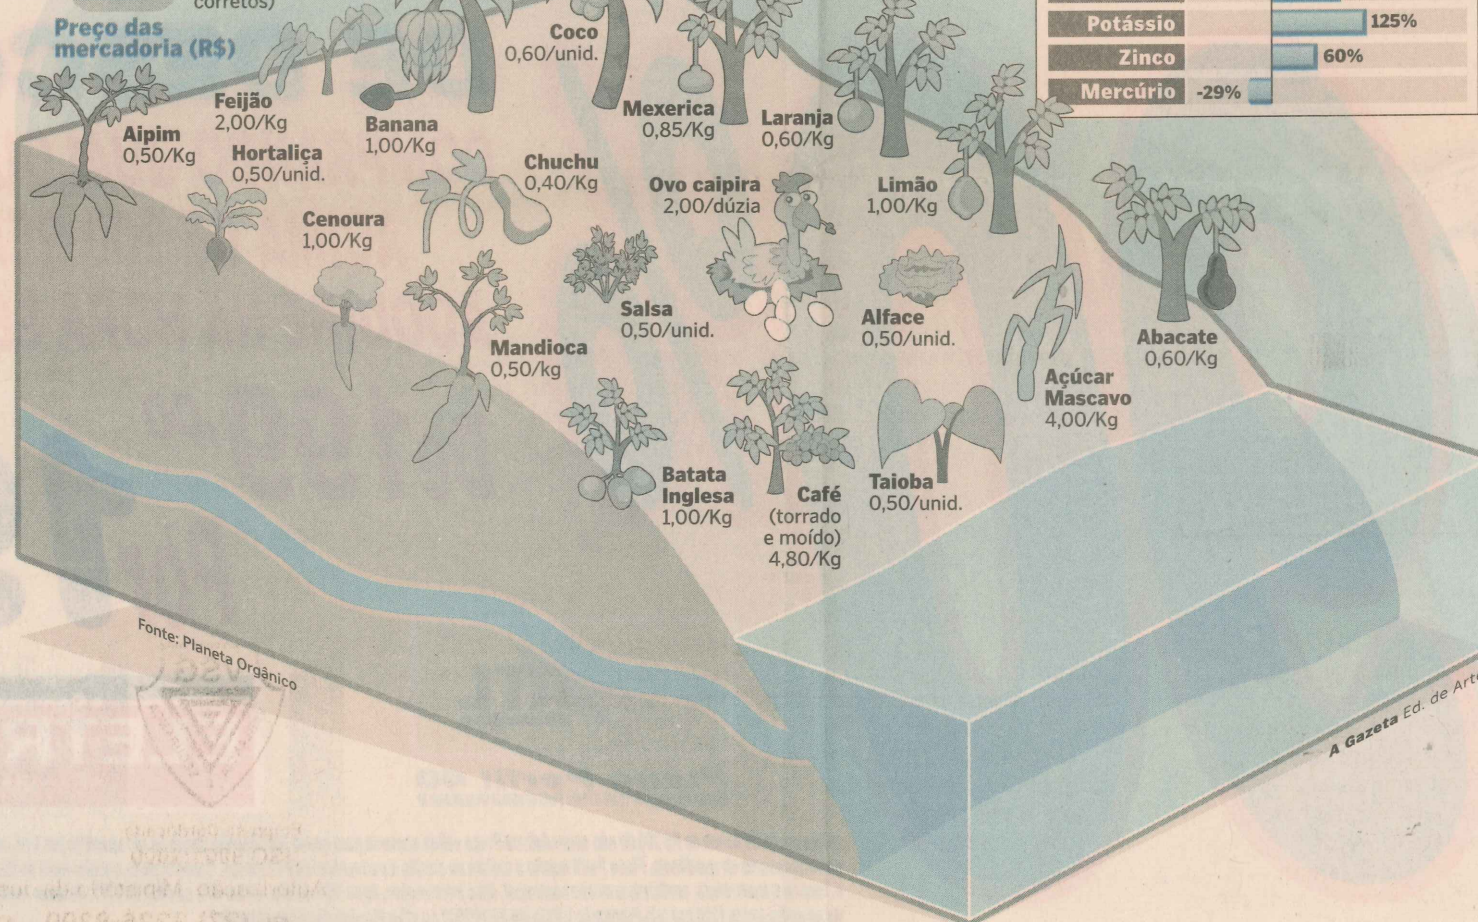 corretos)
Preço das
mercadoria (R$)
Potássio 125%
Zinco 60%
Mercúrio -29%
Aipim
0,50/Kg
Feijão
2,00/Kg
Hortaliça
0,50/unid.
Banana
1,00/Kg
Coco
0,60/unid.
Mexerica
0,85/Kg
Laranja
0,60/Kg
Cenoura
1,00/Kg
Chuchu
0,40/Kg
Ovo caipira
2,00/dúzia
Limão
1,00/Kg
Mandioca
0,50/kg
Salsa
0,50/unid.
Alface
0,50/unid.
Abacate
0,60/Kg
Açúcar
Mascavo
4,00/Kg
Batata
Inglesa
1,00/Kg
Café
(torrado
e moído)
4,80/Kg
Taioba
0,50/unid.
Fonte: Planeta Orgânico
A Gazeta Ed. de Arte